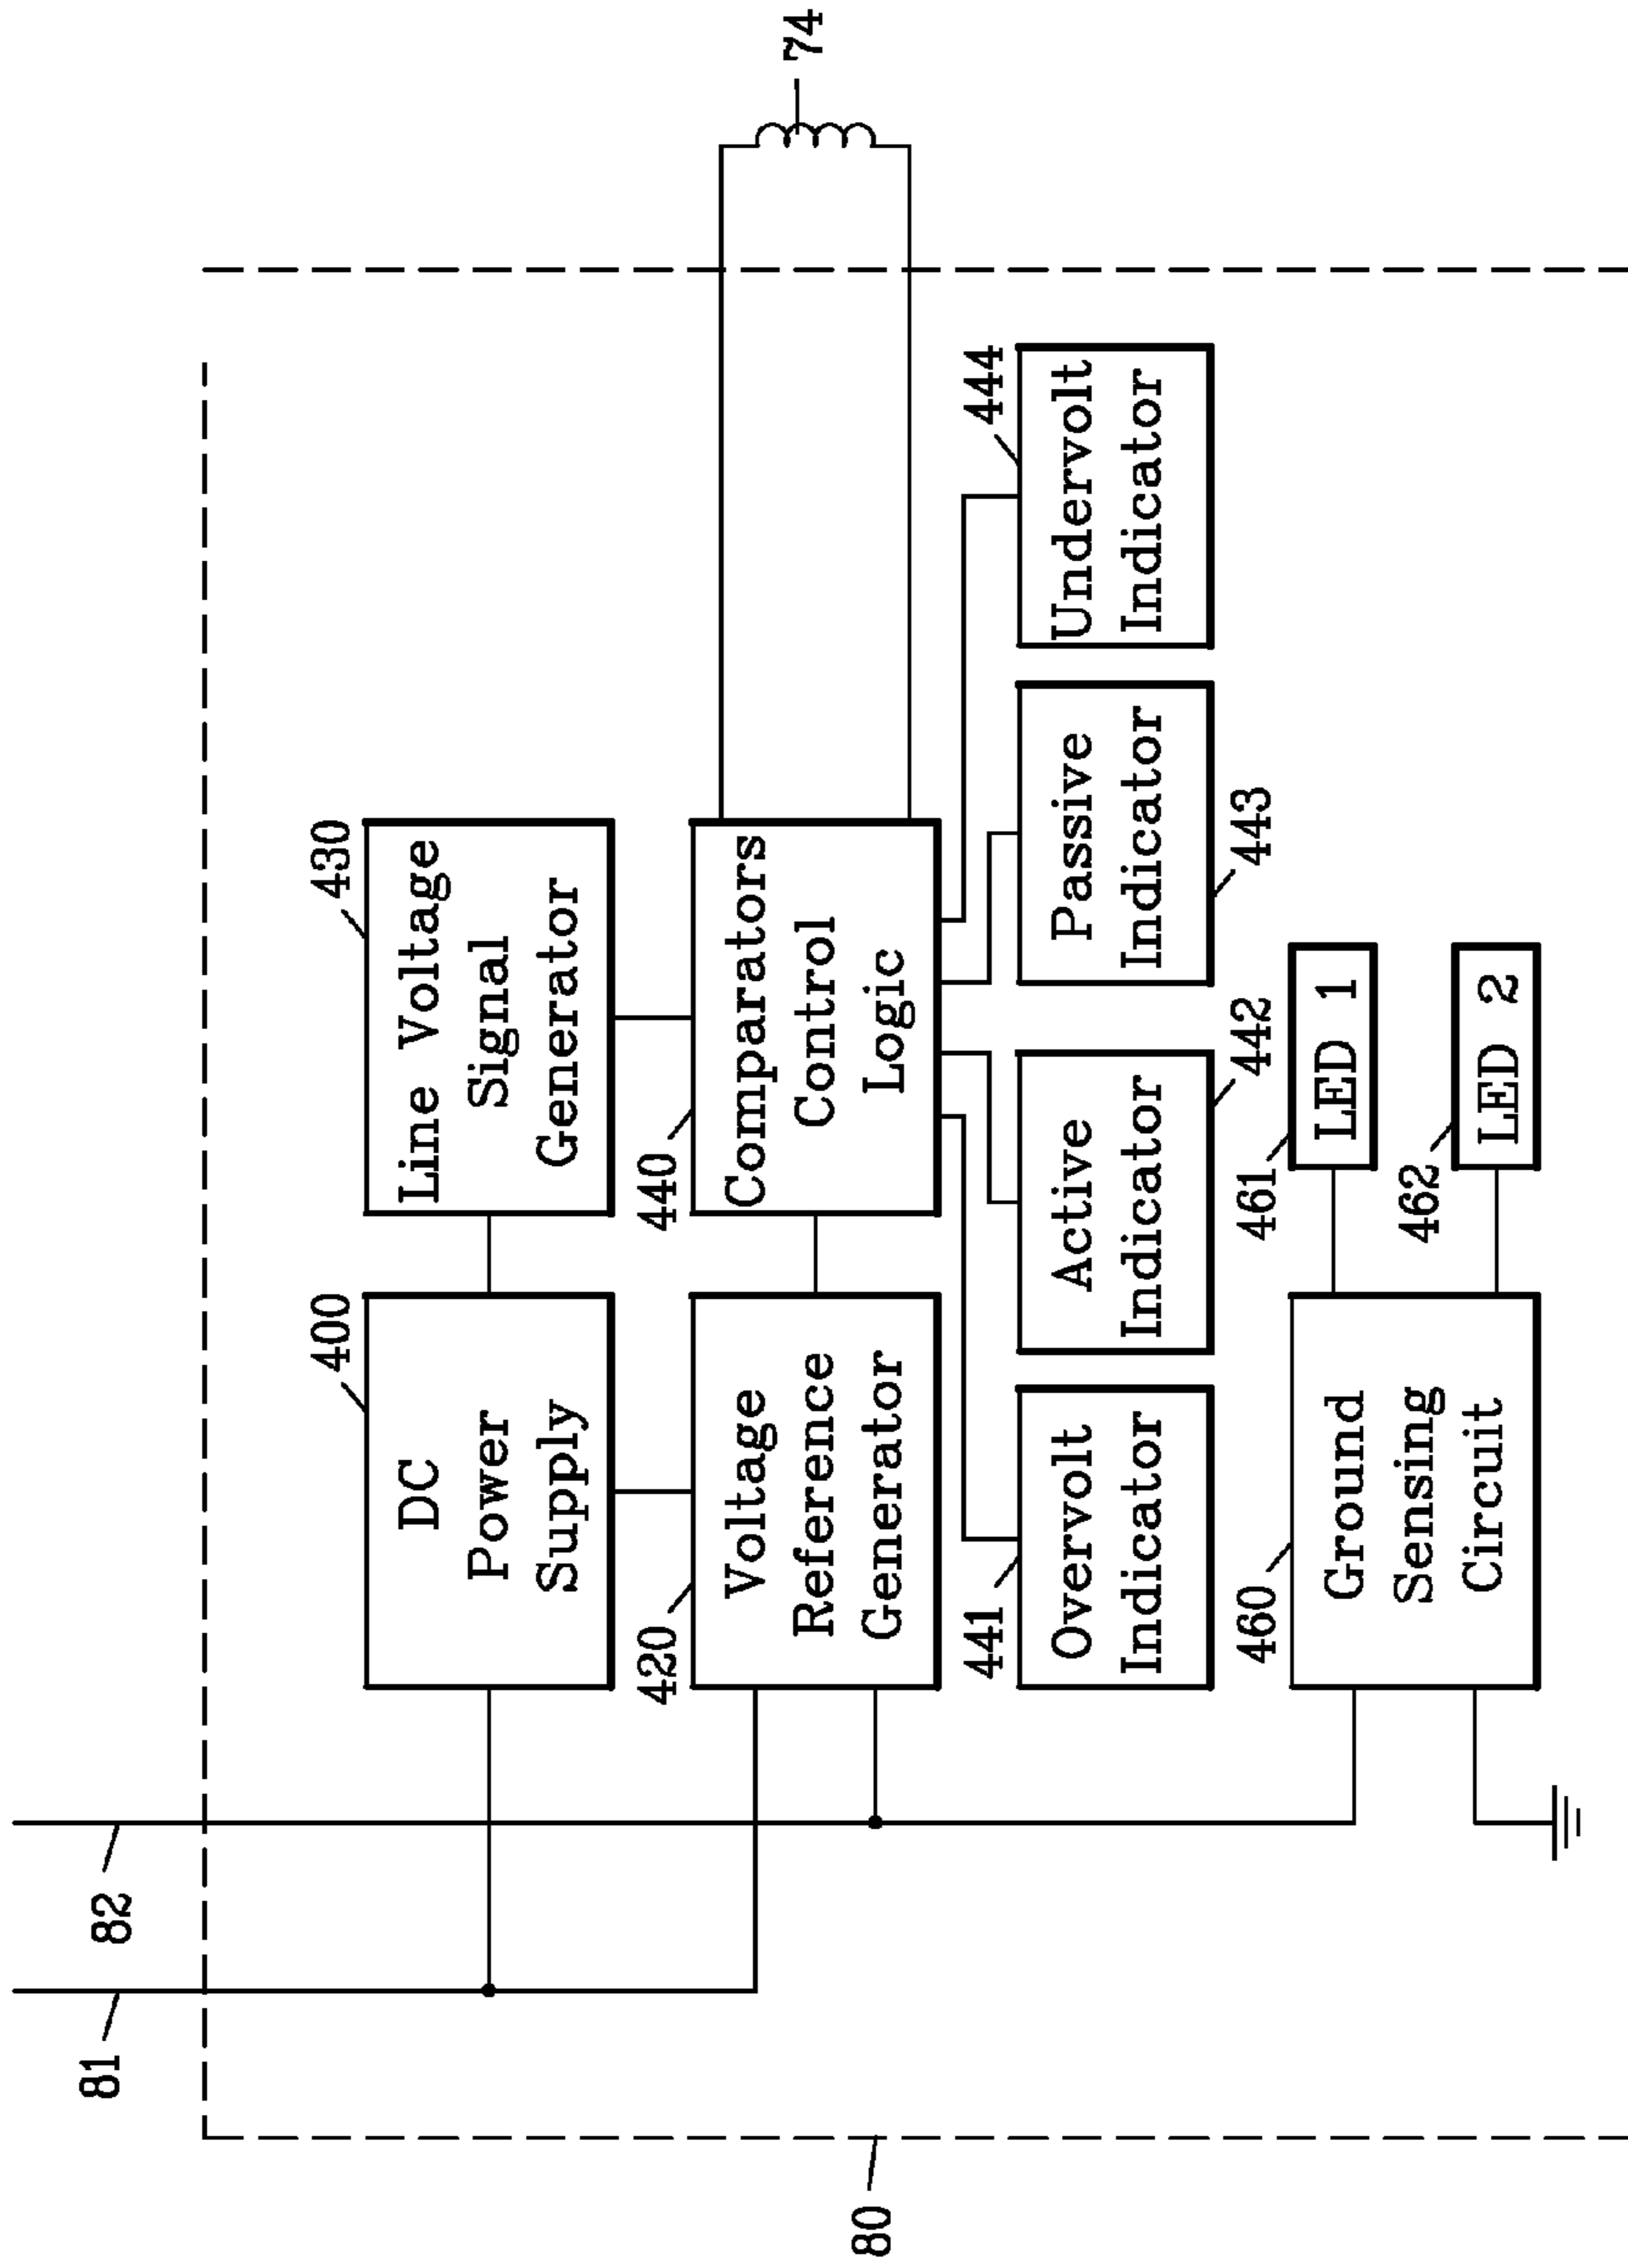 81
82
400
DC
Power
Supply
430
Line Voltage
Signal
Generator
420
Voltage
Reference
Generator
440
Comparators
Control
Logic
74
441
Overvolt
Indicator
Active
Indicator
442
Passive
Indicator
443
444
Undervolt
Indicator
460
Ground
Sensing
Circuit
461
LED 1
462
LED 2
80